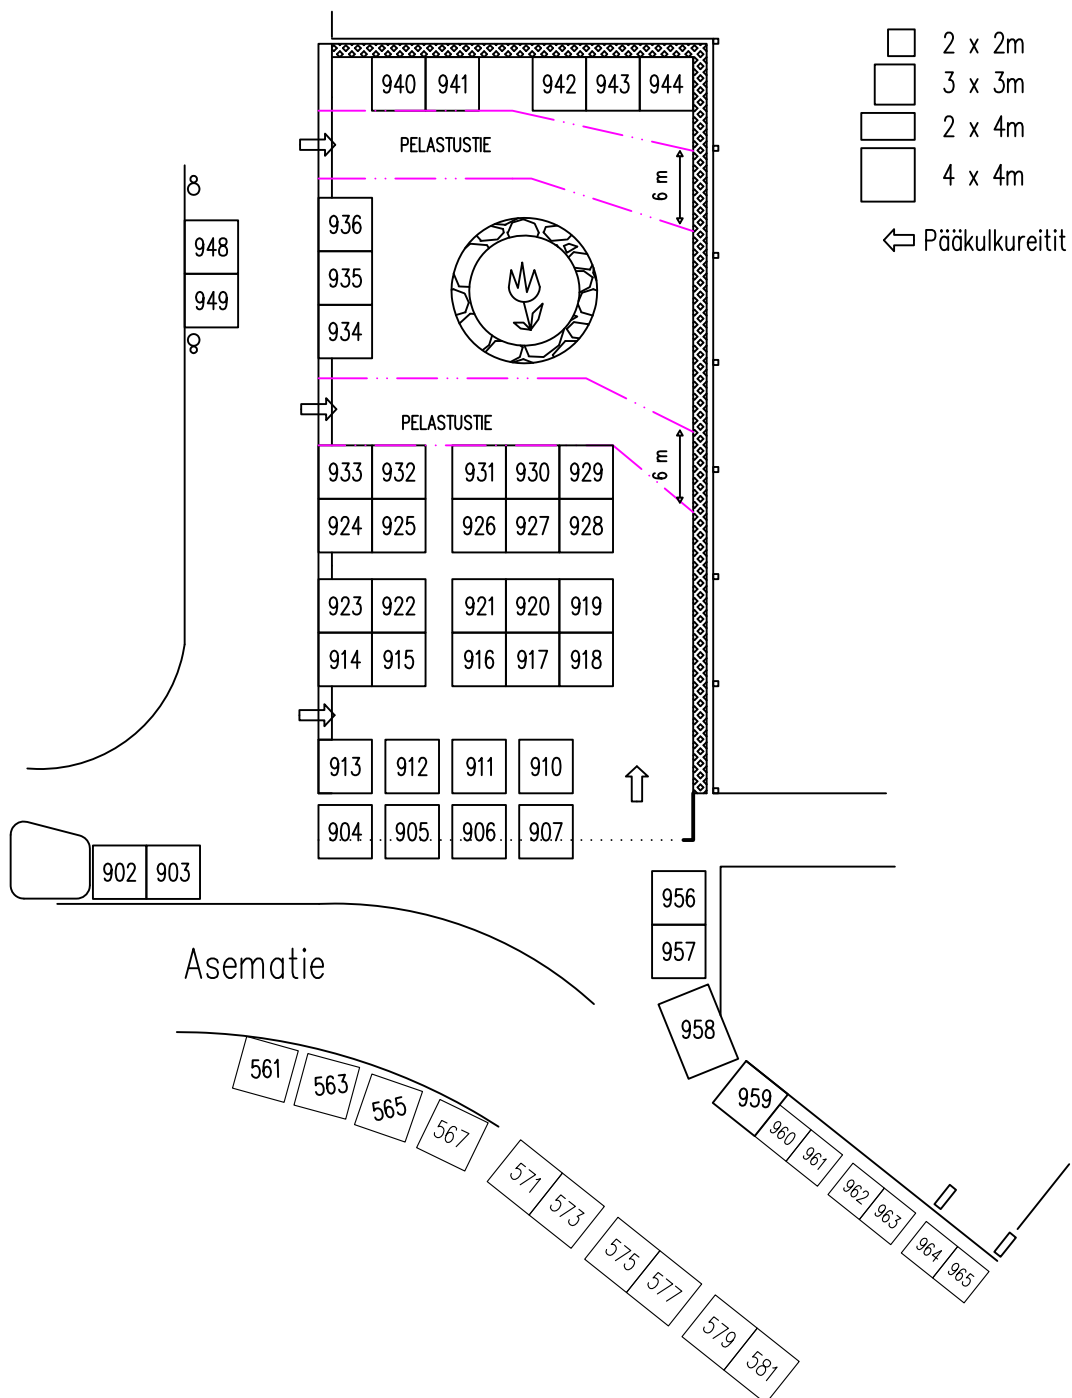 2 x 2m
3 x 3m
2 x 4m
4 x 4m
Pääkulkureitit
940 941 942 943 944
PELASTUSTIE
6 m
936
948
935
949
934
PELASTUSTIE
6 m
933 932 931 930 929
924 925 926 927 928
923 922 921 920 919
914 915 916 917 918
913 912 911 910
904 905 906 907
902 903
956
957
Asematie
958
959
960
961
962
963
964
965
561
563
565
567
571
573
575
577
579
581